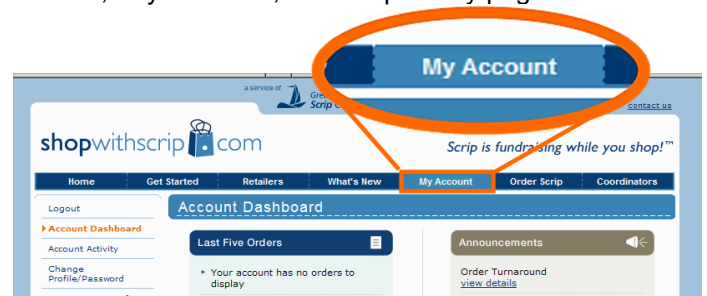 My Account
a service of
Scrip
contact us
shopwithscrip.com
Scrip is fundraising while you shop!™
Home Get Started Retailers What's New My Account Order Scrip Coordinators
Logout
Account Dashboard
Account Dashboard
Account Activity
Change
Profile/Password
Last Five Orders
Your account has no orders to
display
Announcements
Order Turnaround
view details